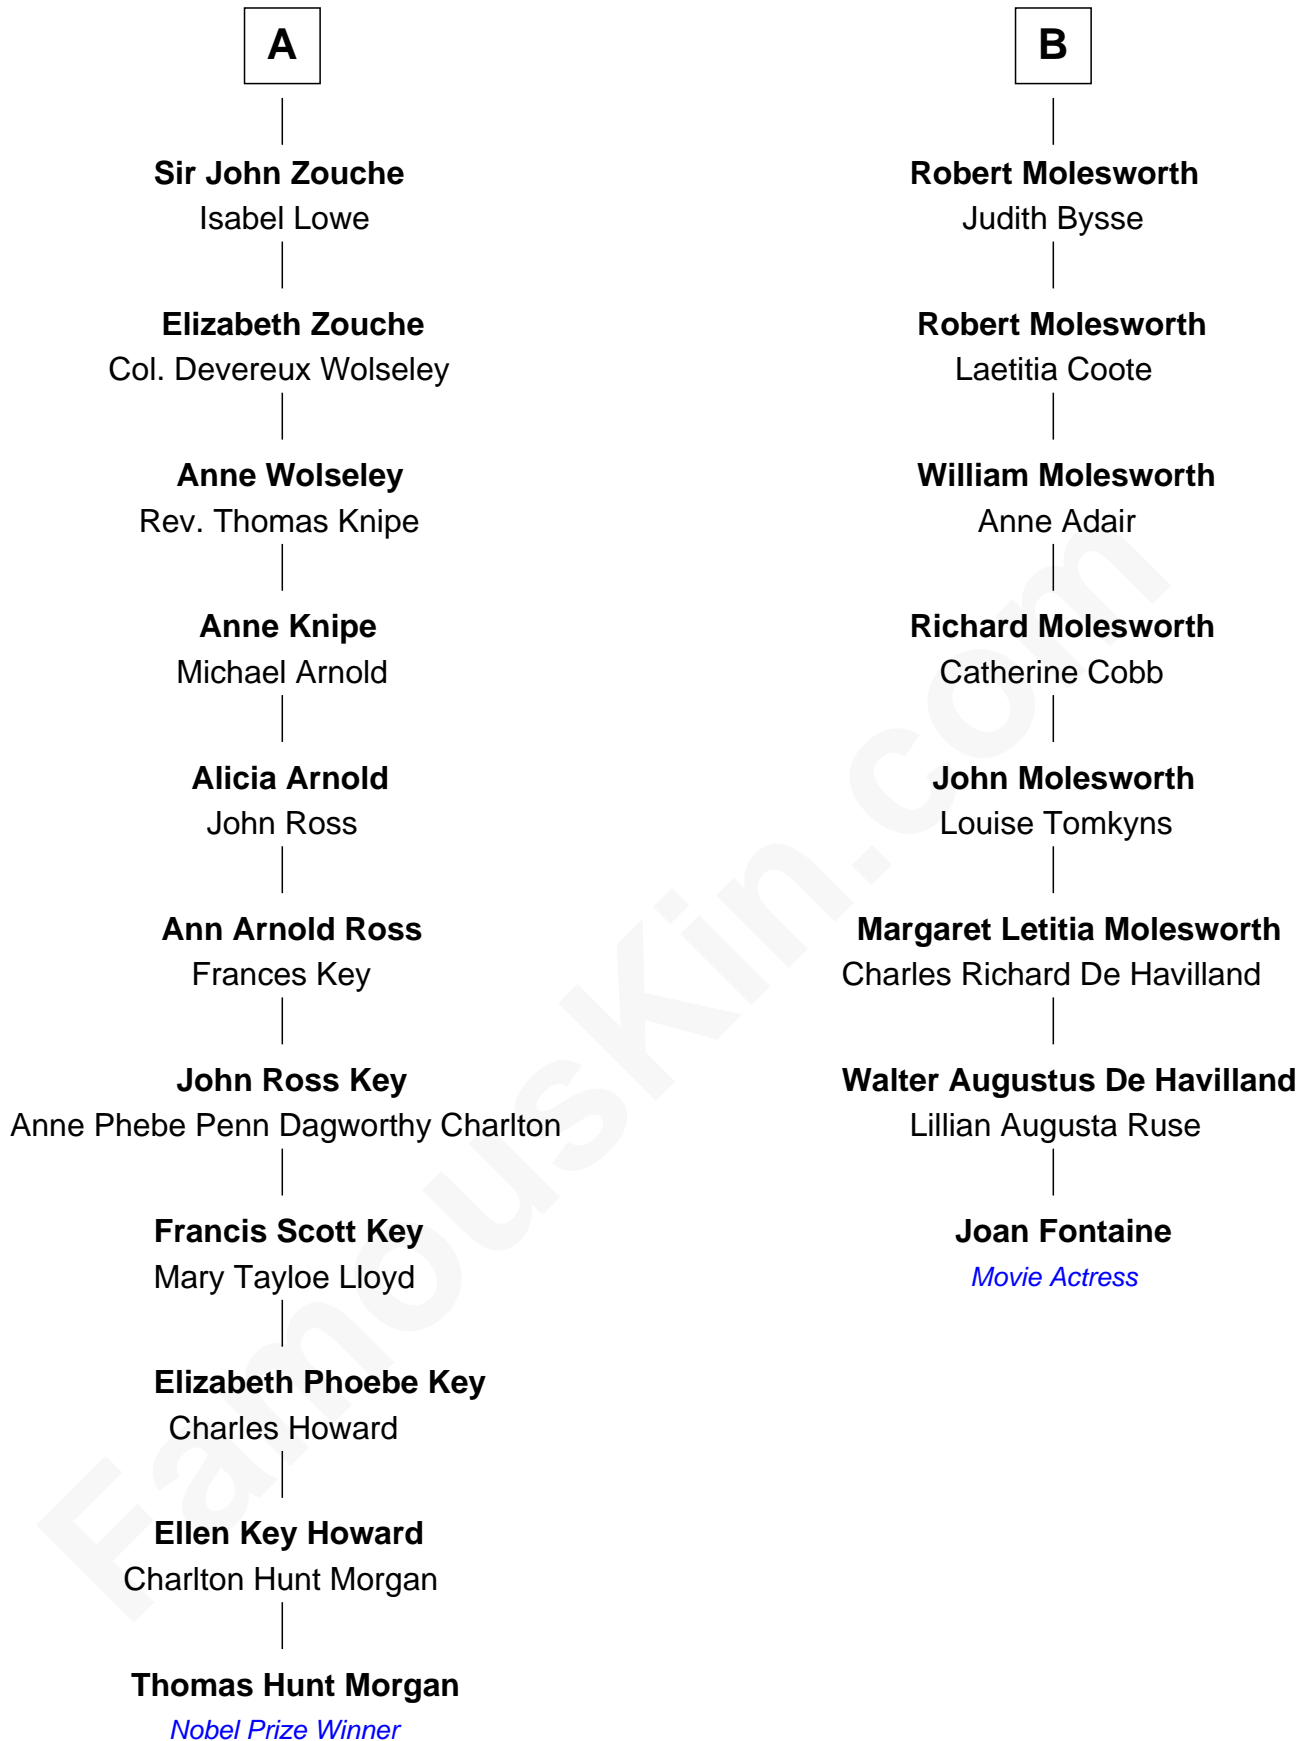 A
Sir John Zouche
Isabel Lowe
Elizabeth Zouche
Col. Devereux Wolseley
Anne Wolseley
Rev. Thomas Knipe
Anne Knipe
Michael Arnold
Alicia Arnold
John Ross
Ann Arnold Ross
Frances Key
John Ross Key
Anne Phebe Penn Dagworthy Charlton
Francis Scott Key
Mary Tayloe Lloyd
Elizabeth Phoebe Key
Charles Howard
Ellen Key Howard
Charlton Hunt Morgan
Thomas Hunt Morgan
Nobel Prize Winner
B
Robert Molesworth
Judith Bysse
Robert Molesworth
Laetitia Coote
William Molesworth
Anne Adair
Richard Molesworth
Catherine Cobb
John Molesworth
Louise Tomkyns
Margaret Letitia Molesworth
Charles Richard De Havilland
Walter Augustus De Havilland
Lillian Augusta Ruse
Joan Fontaine
Movie Actress
FamousKin.com